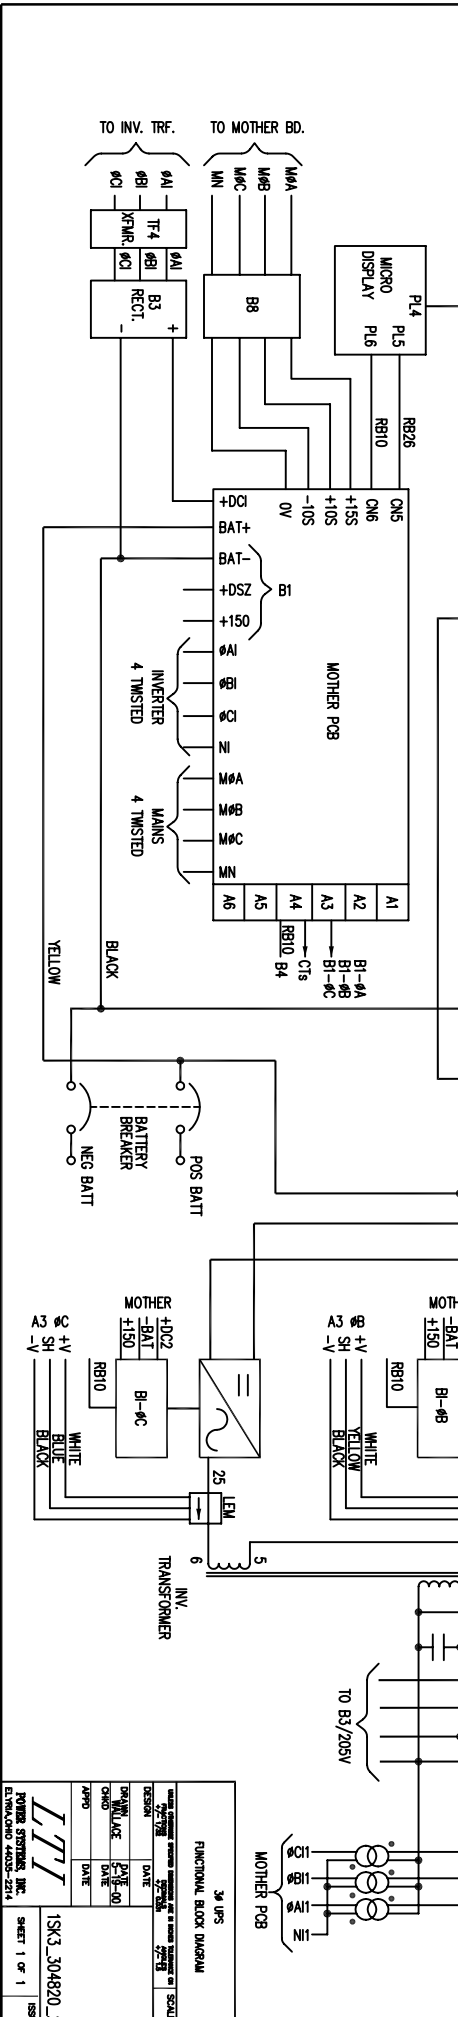 TO INV. TRF.
TO MOTHER BD.
ØCI
ØBI
ØAI
MN
MØC
MØB
MØA
TF4
XFMR.
ØCI
ØBI
ØAI
B3
RECT.
+
−
B8
MICRO
DISPLAY
PL4
PL5
PL6
RB26
RB10
0V
-10S
+10S
+15S
CN6
CN5
+DCI
BAT+
BAT-
+DSZ
+150
B1
ØAI
ØBI
ØCI
NI
INVERTER
4 TWISTED
MØA
MØB
MØC
MN
MAINS
4 TWISTED
MOTHER PCB
A6
A5
A4
A3
A2
A1
RB10
B4
CTs
B1-ØA
B1-ØB
B1-ØC
YELLOW
BLACK
BATTERY
BREAKER
NEG BATT
POS BATT
MOTHER
+DC2
-BAT
+150
BI-ØC
RB10
A3 ØC
+V
SH
-V
WHITE
BLUE
BLACK
25
LEM
6
5
INV.
TRANSFORMER
MOTH
-BAT
+150
BI-ØB
RB10
A3 ØB
+V
SH
-V
WHITE
YELLOW
BLACK
TO B3/205V
MOTHER PCB
ØCI1
ØBI1
ØAI1
NI1
3Ø UPS
FUNCTIONAL BLOCK DIAGRAM
DESIGN
DATE
DRAWN
WALLACE
DATE
5-19-00
CHKD
DATE
APPD
DATE
SCAL
LTI
POWER SYSTEMS, INC.
ELYRIA,OHIO 44035-2214
1SK3_304820_
SHEET 1 OF 1
ISS